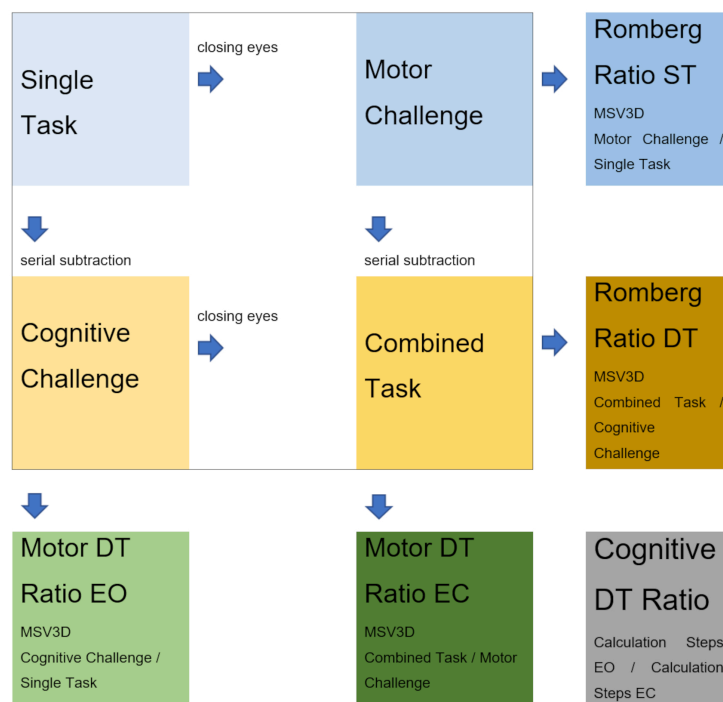 Single
Task
closing eyes
Motor
Challenge
Romberg
Ratio ST
MSV3D
Motor Challenge /
Single Task
serial subtraction
serial subtraction
Cognitive
Challenge
closing eyes
Combined
Task
Romberg
Ratio DT
MSV3D
Combined Task /
Cognitive
Challenge
Motor DT
Ratio EO
MSV3D
Cognitive Challenge /
Single Task
Motor DT
Ratio EC
MSV3D
Combined Task / Motor
Challenge
Cognitive
DT Ratio
Calculation Steps
EO / Calculation
Steps EC